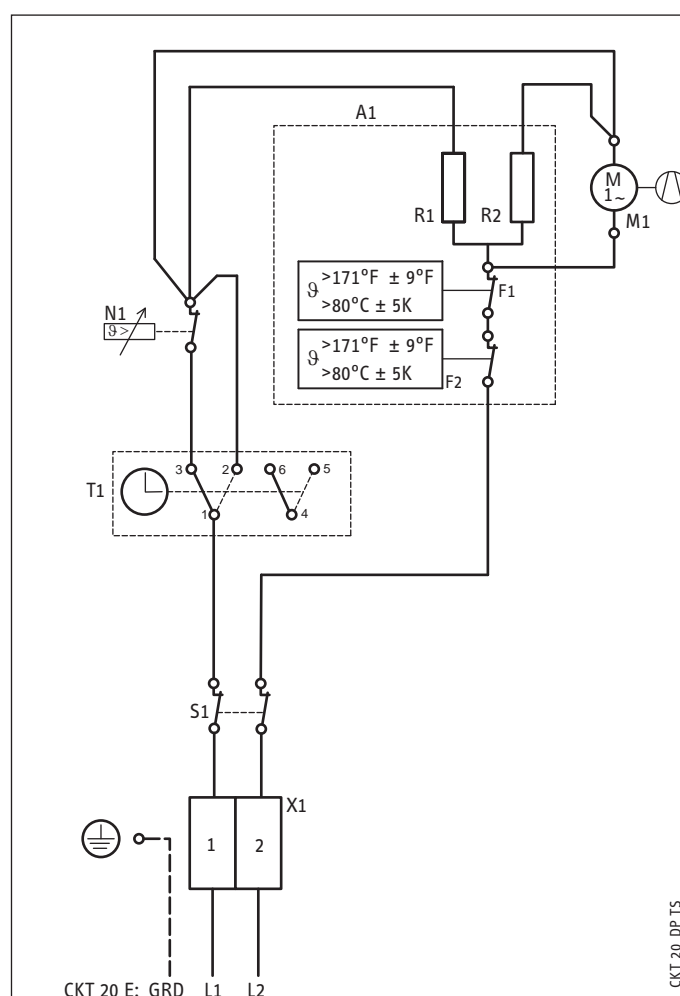 A1
R1
R2
M
1~
M1
ϑ >171°F ± 9°F
>80°C ± 5K
F1
ϑ >171°F ± 9°F
>80°C ± 5K
F2
N1
ϑ>
T1
3
2
6
5
1
4
S1
X1
1
2
CKT 20 E: GRD L1 L2
CKT 20 DP TS